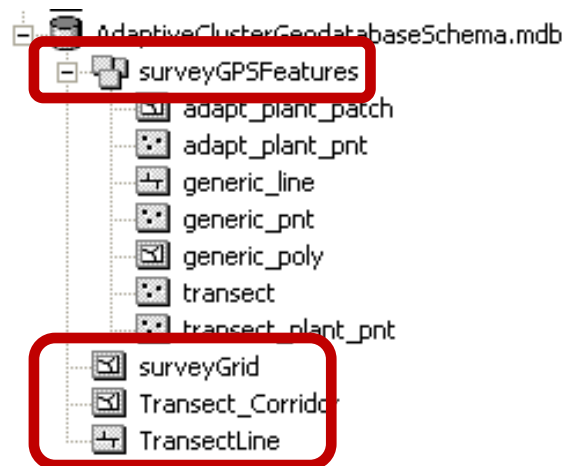 AdaptiveClusterGeodatabaseSchema.mdb
surveyGPSFeatures
adapt_plant_patch
adapt_plant_pnt
generic_line
generic_pnt
generic_poly
transect
transect_plant_pnt
surveyGrid
Transect_Corridor
TransectLine